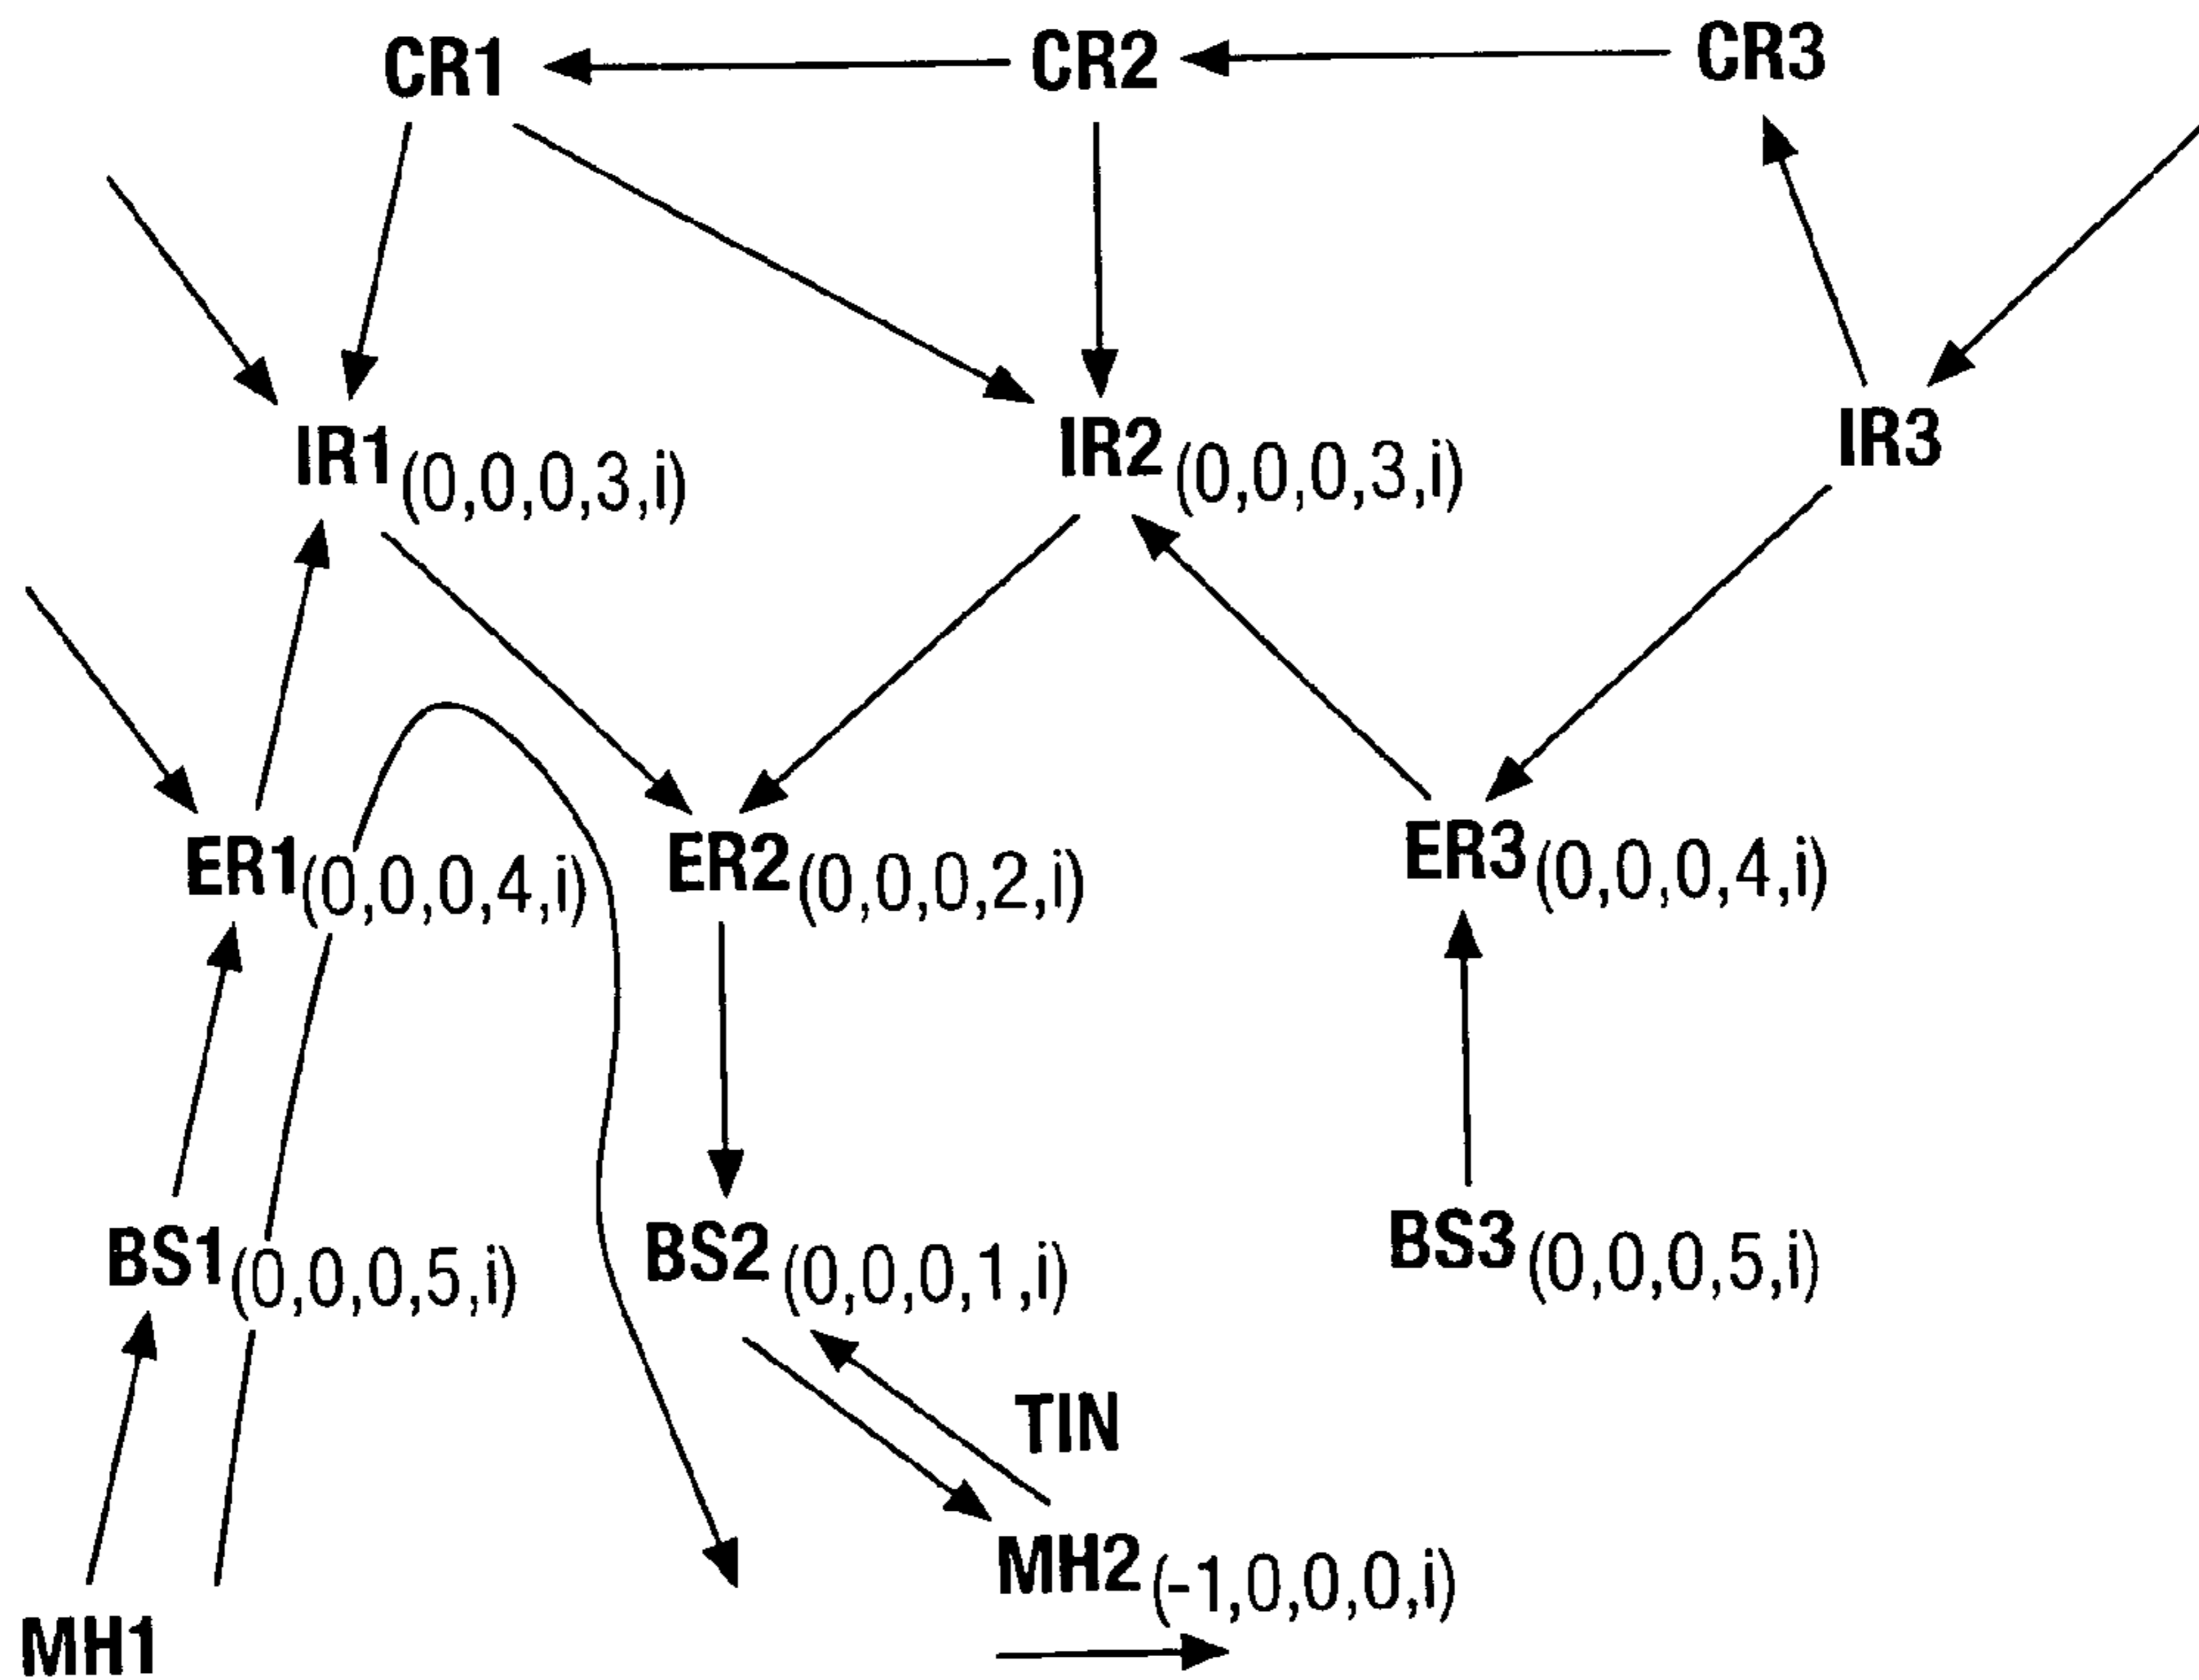 CR1 CR2 CR3
IR1(0,0,0,3,i) IR2(0,0,0,3,i) IR3
ER1(0,0,0,4,i) ER2(0,0,0,2,i) ER3(0,0,0,4,i)
BS1(0,0,0,5,i) BS2(0,0,0,1,i) BS3(0,0,0,5,i)
TIN
MH2(-1,0,0,0,i)
MH1